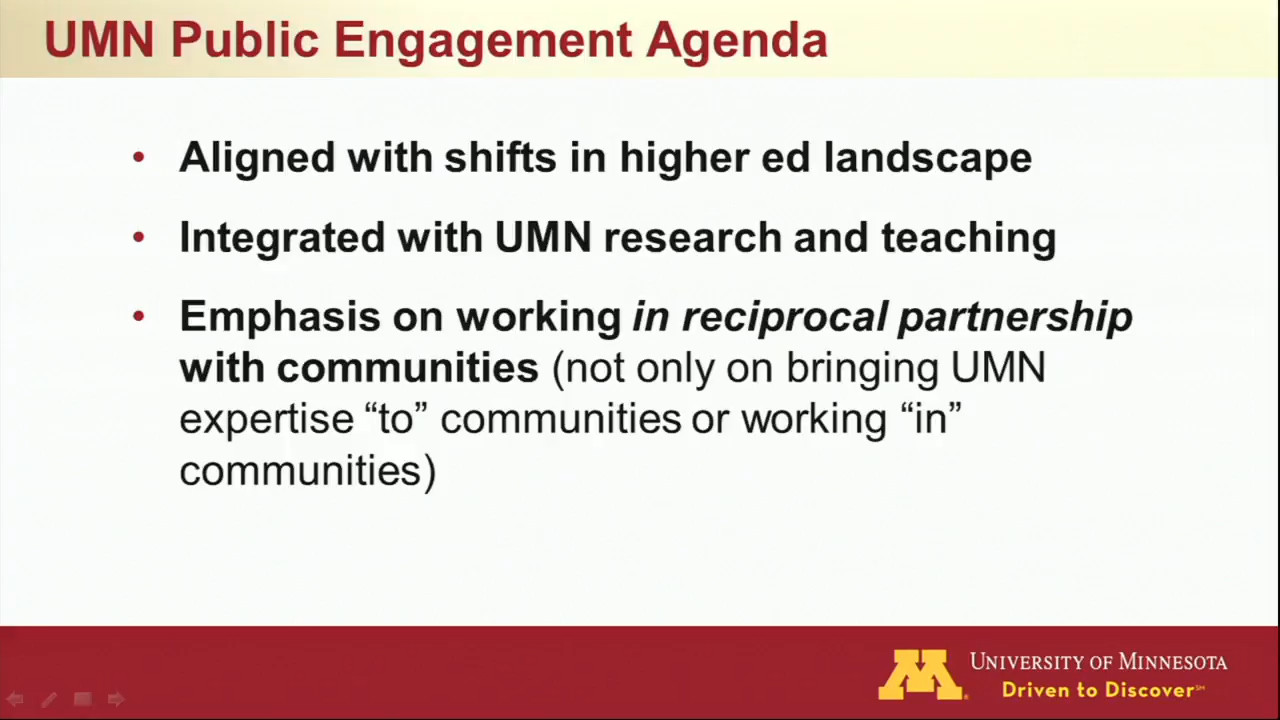 UMN Public Engagement Agenda
• Aligned with shifts in higher ed landscape
• Integrated with UMN research and teaching
• Emphasis on working in reciprocal partnership
with communities (not only on bringing UMN
expertise “to” communities or working “in”
communities)
M®
UNIVERSITY OF MINNESOTA
Driven to Discover℠